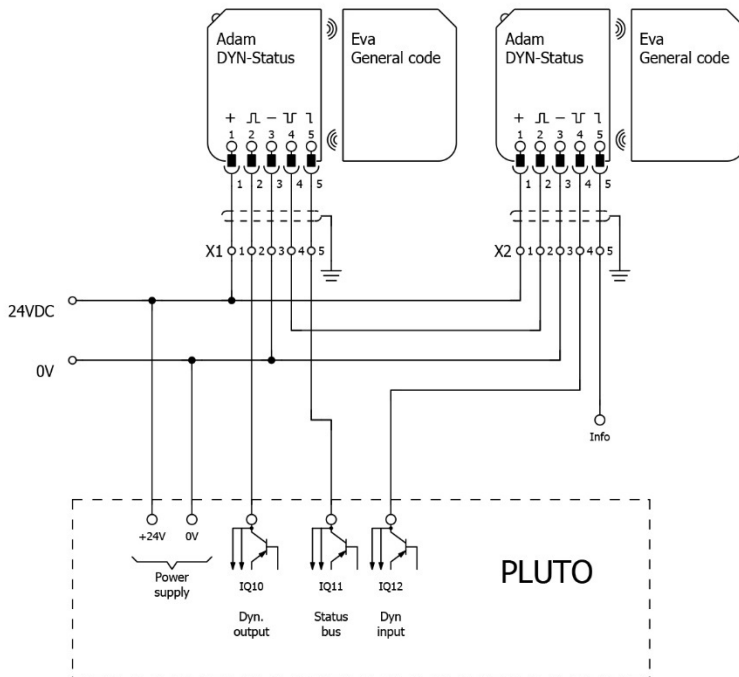 Adam
DYN-Status
Eva
General code
Adam
DYN-Status
Eva
General code
+ ⎍ – ⊔ ʅ
1 2 3 4 5
1 2 3 4 5
+ ⎍ – ⊔ ʅ
1 2 3 4 5
1 2 3 4 5
X1 1 2 3 4 5
X2 1 2 3 4 5
24VDC
0V
Info
+24V 0V
Power
supply
IQ10
Dyn.
output
IQ11
Status
bus
IQ12
Dyn
input
PLUTO